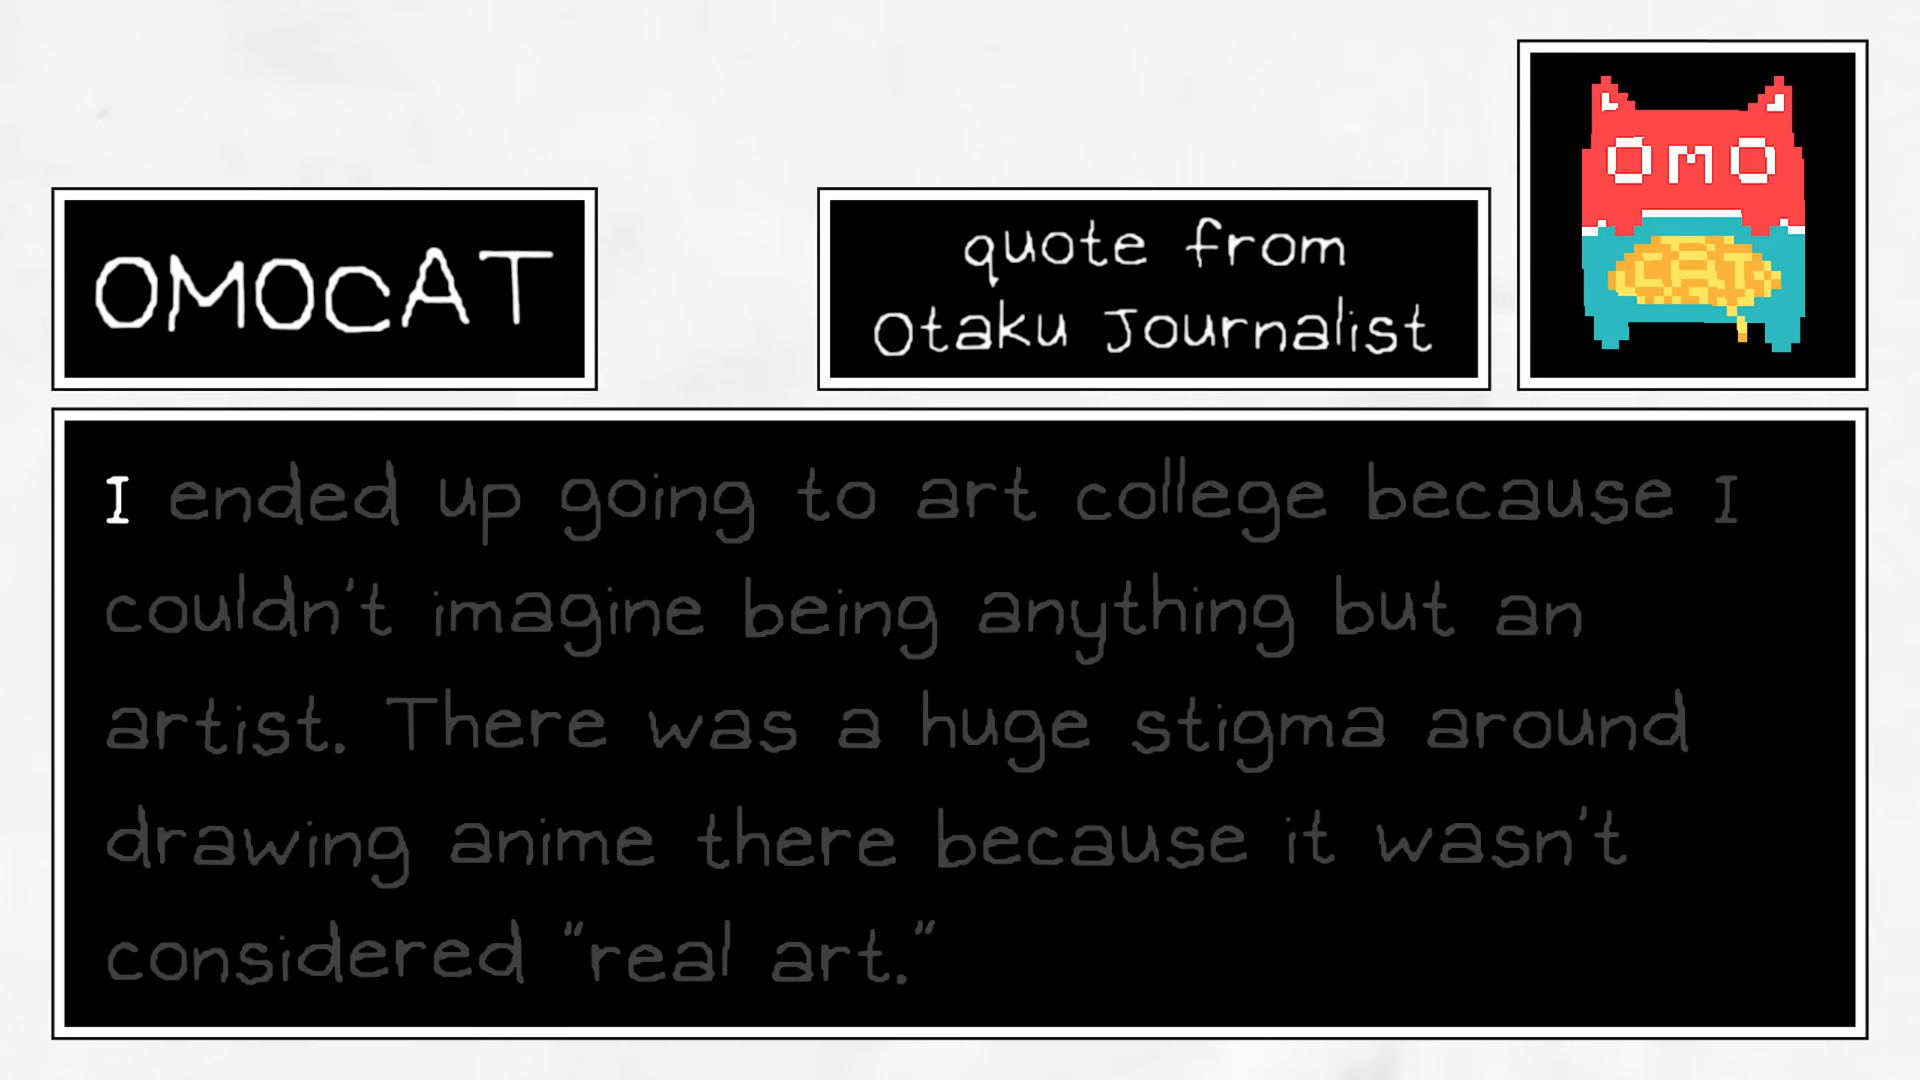 OMOCAT
quote from
Otaku Journalist
OMO
CAT
I ended up going to art college because I
couldn't imagine being anything but an
artist. There was a huge stigma around
drawing anime there because it wasn't
considered “real art.”